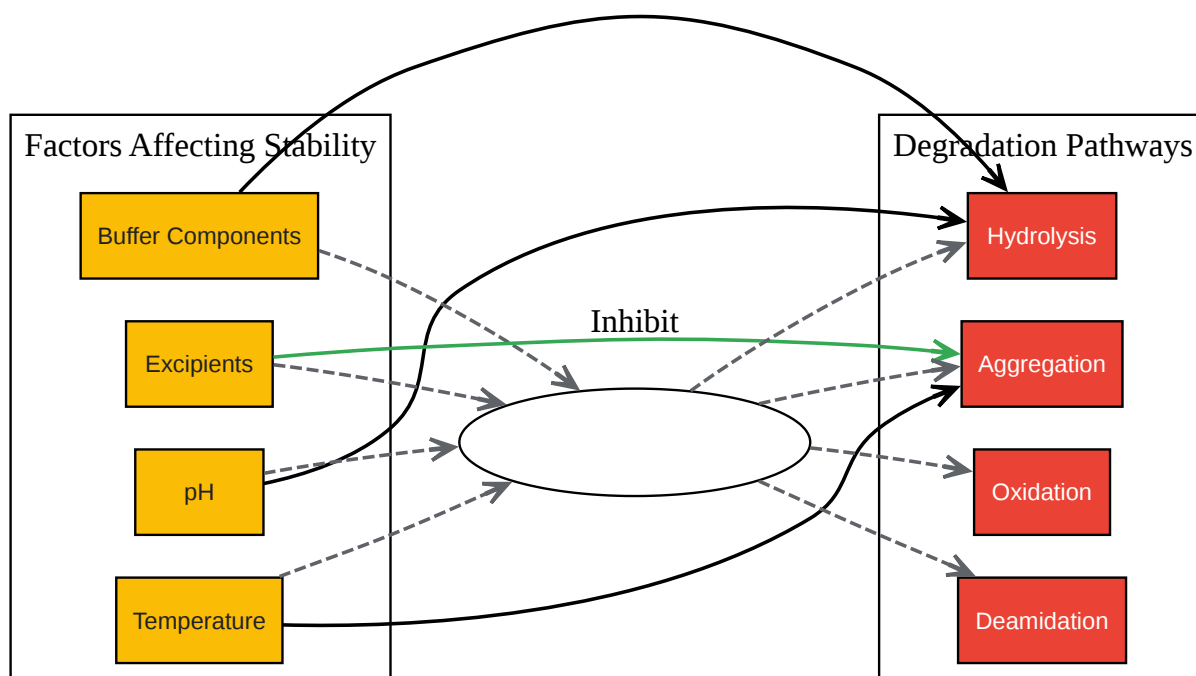 Factors Affecting Stability
Degradation Pathways
Buffer Components
Hydrolysis
Inhibit
Excipients
Aggregation
pH
Oxidation
Temperature
Deamidation